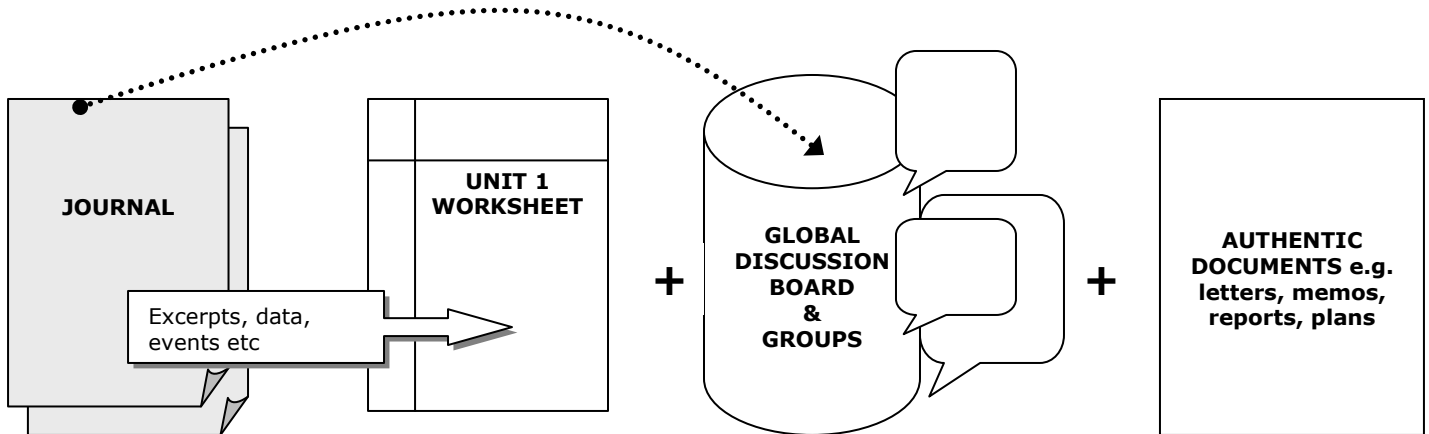 JOURNAL
Excerpts, data,
events etc
UNIT 1
WORKSHEET
+
GLOBAL
DISCUSSION
BOARD
&
GROUPS
+
AUTHENTIC
DOCUMENTS e.g.
letters, memos,
reports, plans